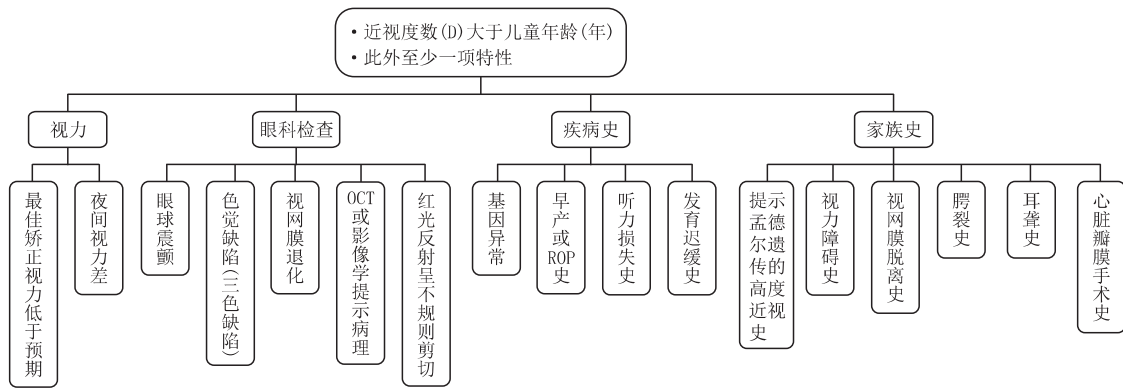 ・近视度数(D)大于儿童年龄(年)
・此外至少一项特性
视力
眼科检查
疾病史
家族史
最佳矫正视力低于预期
夜间视力差
眼球震颤
色觉缺陷(三色缺陷)
视网膜退化
OCT或影像学提示病理
红光反射呈不规则剪切
基因异常
早产或ROP史
听力损失史
发育迟缓史
提示
孟德
尔遗
传的
高度
近视
史
视力障碍史
视网膜脱离史
腭裂史
耳聋史
心脏瓣膜手术史